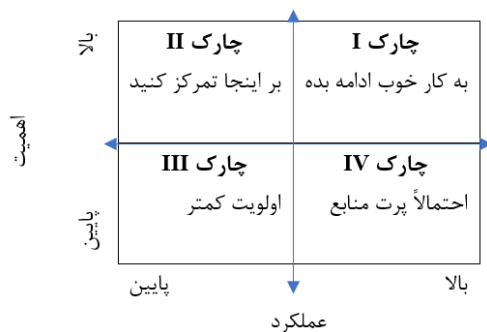 بالا
چارک I
به کار خوب ادامه بده
چارک II
بر اینجا تمرکز کنید
اهمیت
چارک IV
احتمالاً پرت منابع
چارک III
اولویت کمتر
پایین
بالا
پایین
عملکرد